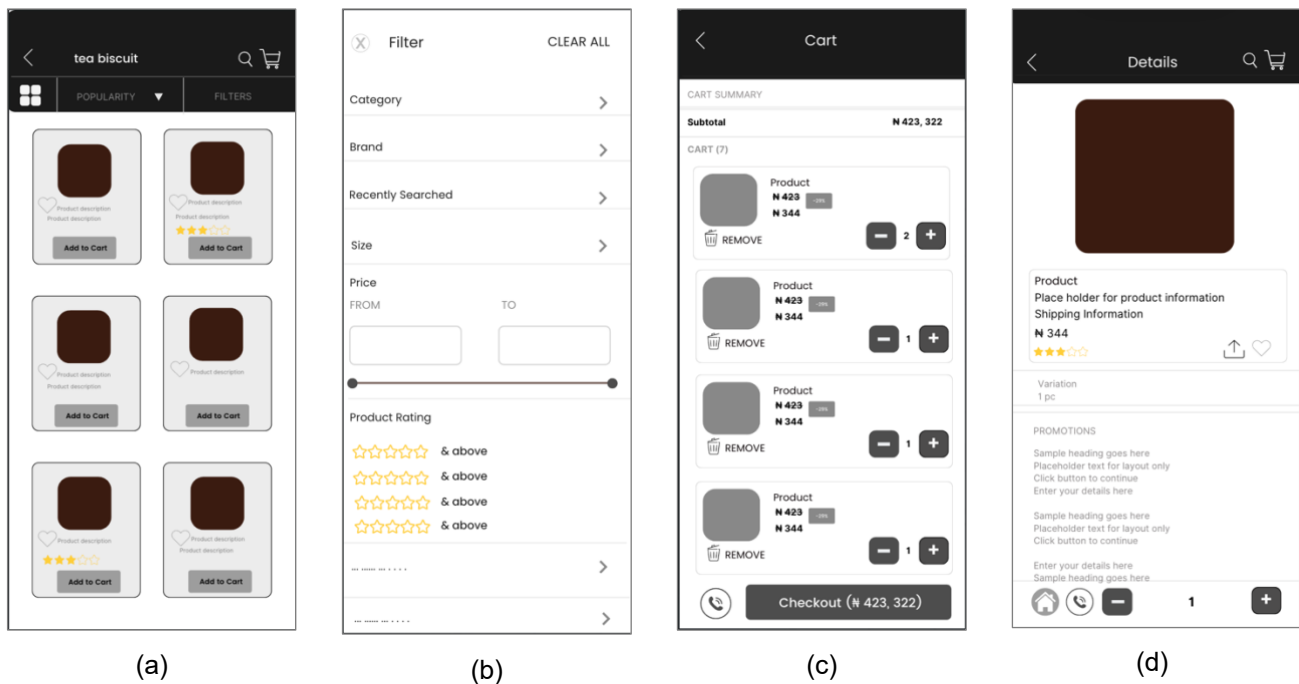 tea biscuit
POPULARITY ▼ FILTERS
Product description
Product description
Add to Cart
Product description
Product description
Add to Cart
Product description
Product description
Add to Cart
Product description
Add to Cart
Product description
Add to Cart
Product description
Product description
Add to Cart
(a)
X Filter CLEAR ALL
Category
Brand
Recently Searched
Size
Price
FROM TO
Product Rating
& above
& above
& above
& above
... ...... ... . . . .
... ...... ... . . . .
(b)
Cart
CART SUMMARY
Subtotal ₦ 423, 322
CART (7)
Product
₦ 423
₦ 344
REMOVE
2
Product
₦ 423
₦ 344
REMOVE
1
Product
₦ 423
₦ 344
REMOVE
1
Product
₦ 423
₦ 344
REMOVE
1
Checkout (₦ 423, 322)
(c)
Details
Product
Place holder for product information
Shipping Information
₦ 344
Variation
1 pc
PROMOTIONS
Sample heading goes here
Placeholder text for layout only
Click button to continue
Enter your details here
Sample heading goes here
Placeholder text for layout only
Click button to continue
Enter your details here
Sample heading goes here
1
(d)